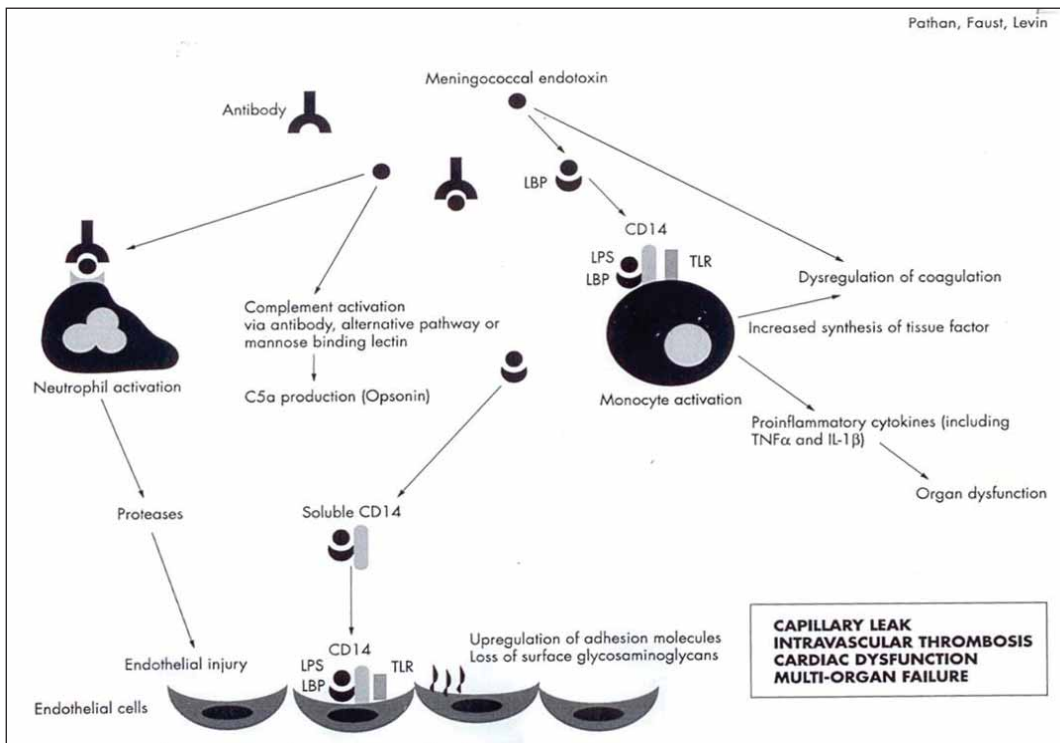 Pathan, Faust, Levin
Meningococcal endotoxin
Antibody
LBP
CD14
LPS
TLR
LBP
Dysregulation of coagulation
Complement activation
via antibody, alternative pathway or
mannose binding lectin
Increased synthesis of tissue factor
Neutrophil activation
C5a production (Opsonin)
Monocyte activation
Proinflammatory cytokines (including
TNFα and IL-1β)
Organ dysfunction
Proteases
Soluble CD14
CAPILLARY LEAK
INTRAVASCULAR THROMBOSIS
CARDIAC DYSFUNCTION
MULTI-ORGAN FAILURE
Upregulation of adhesion molecules
Loss of surface glycosaminoglycans
CD14
Endothelial injury
LPS
TLR
LBP
Endothelial cells